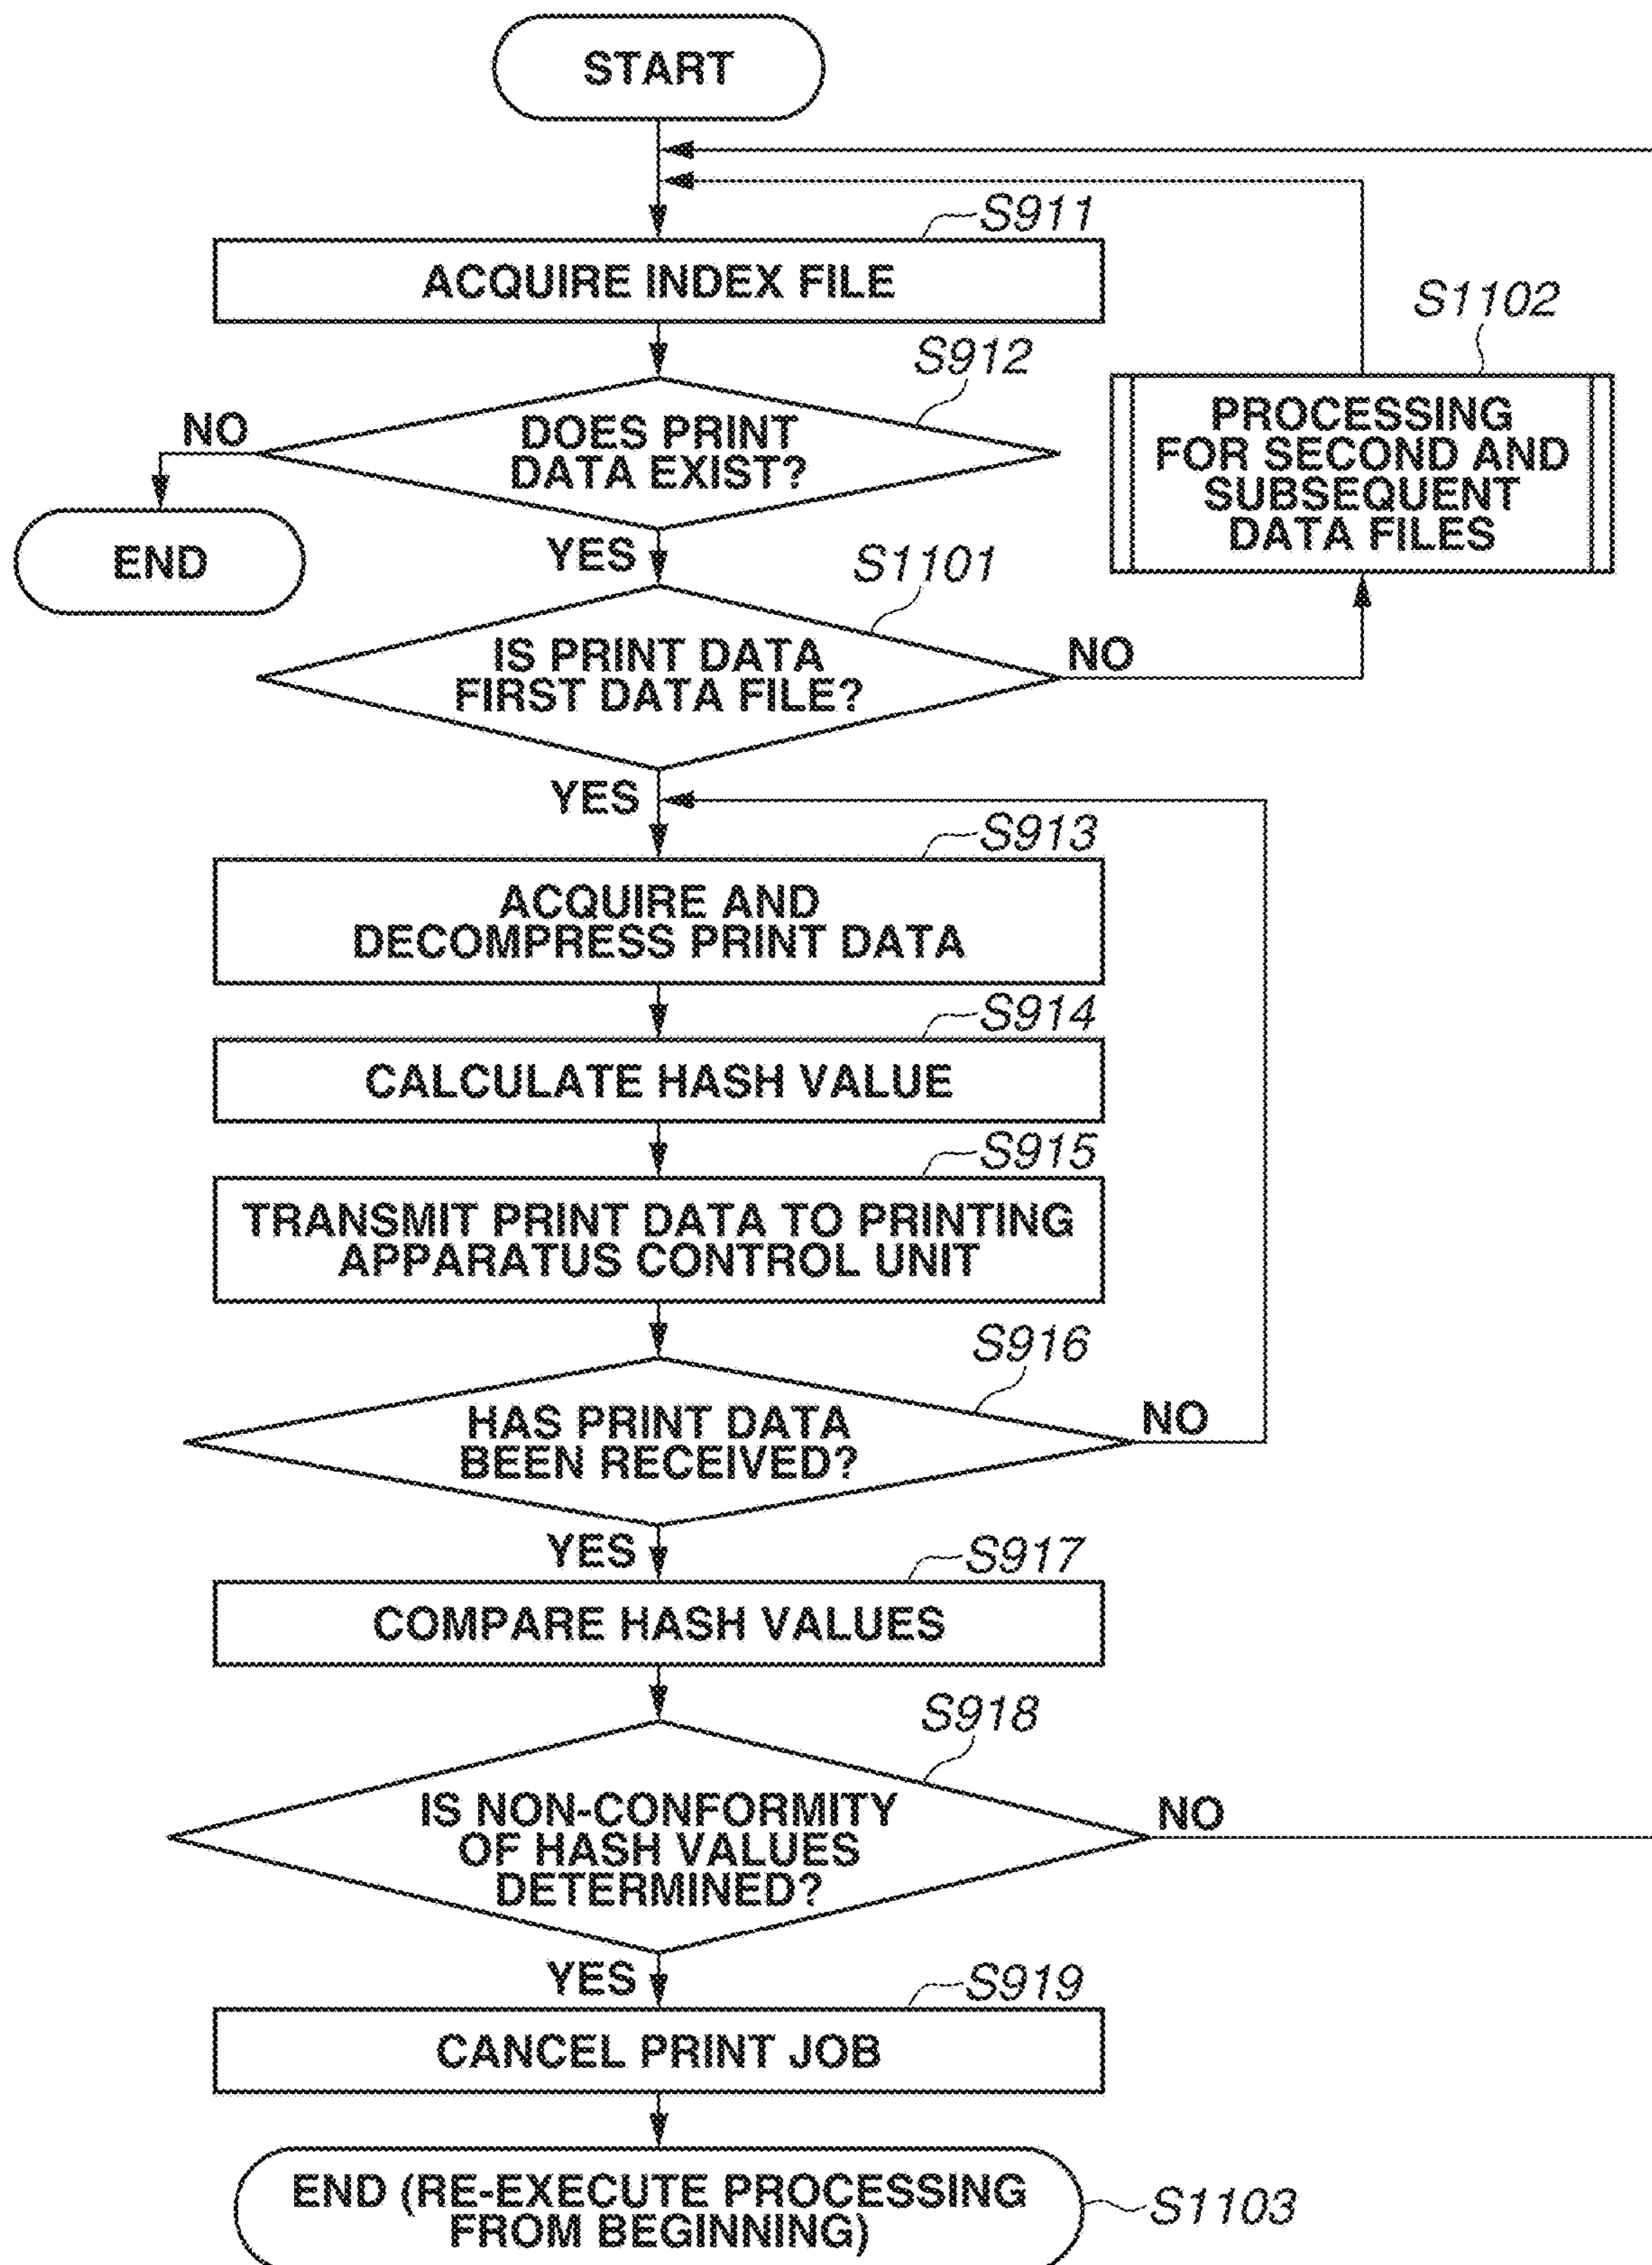 START
S911
ACQUIRE INDEX FILE
S1102
S912
NO
DOES PRINT
DATA EXIST?
PROCESSING
FOR SECOND AND
SUBSEQUENT
DATA FILES
END
YES
S1101
IS PRINT DATA
FIRST DATA FILE?
NO
YES
S913
ACQUIRE AND
DECOMPRESS PRINT DATA
S914
CALCULATE HASH VALUE
S915
TRANSMIT PRINT DATA TO PRINTING
APPARATUS CONTROL UNIT
S916
HAS PRINT DATA
BEEN RECEIVED?
NO
YES
S917
COMPARE HASH VALUES
S918
IS NON-CONFORMITY
OF HASH VALUES
DETERMINED?
NO
YES
S919
CANCEL PRINT JOB
END (RE-EXECUTE PROCESSING
FROM BEGINNING)
S1103